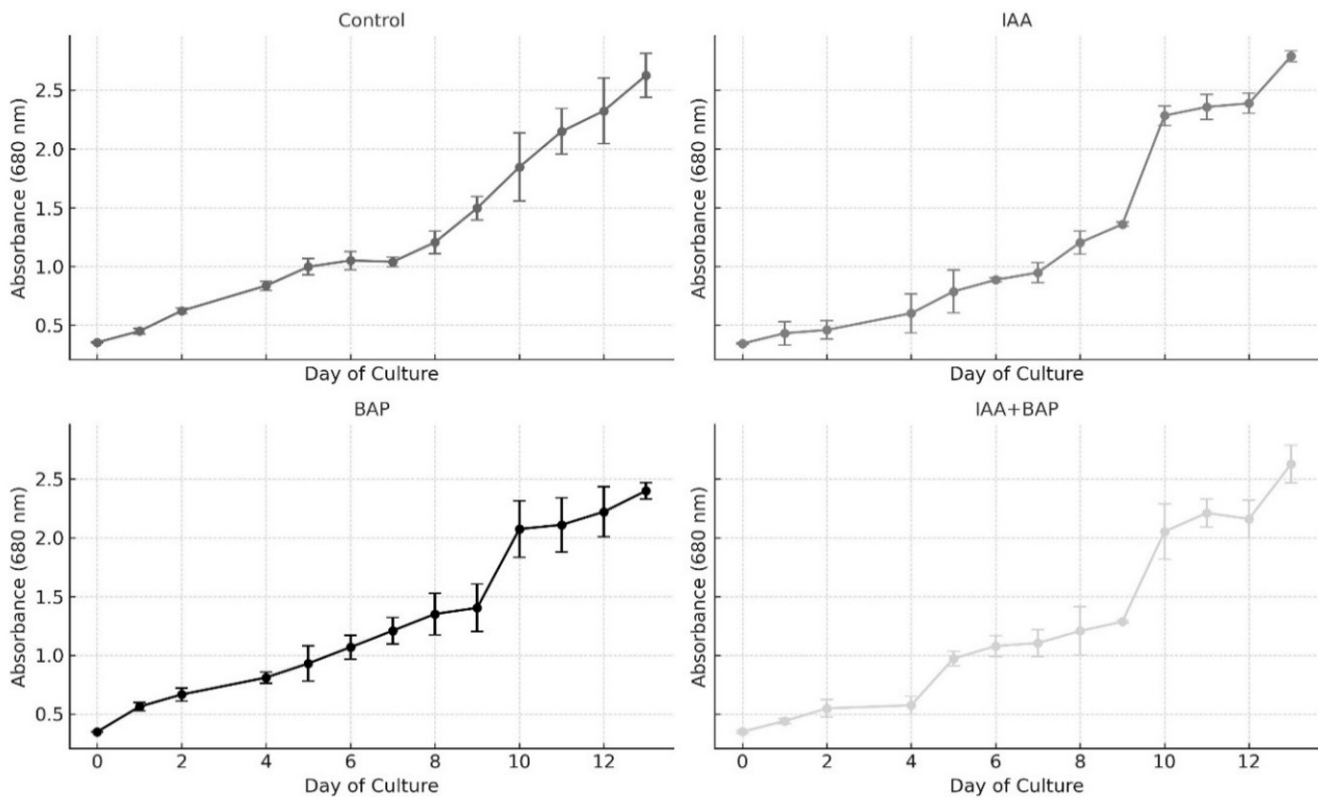 Control
IAA
Absorbance (680 nm)
2.5
2.0
1.5
1.0
0.5
Absorbance (680 nm)
Day of Culture
Day of Culture
BAP
IAA+BAP
Absorbance (680 nm)
2.5
2.0
1.5
1.0
0.5
Absorbance (680 nm)
0 2 4 6 8 10 12
0 2 4 6 8 10 12
Day of Culture
Day of Culture